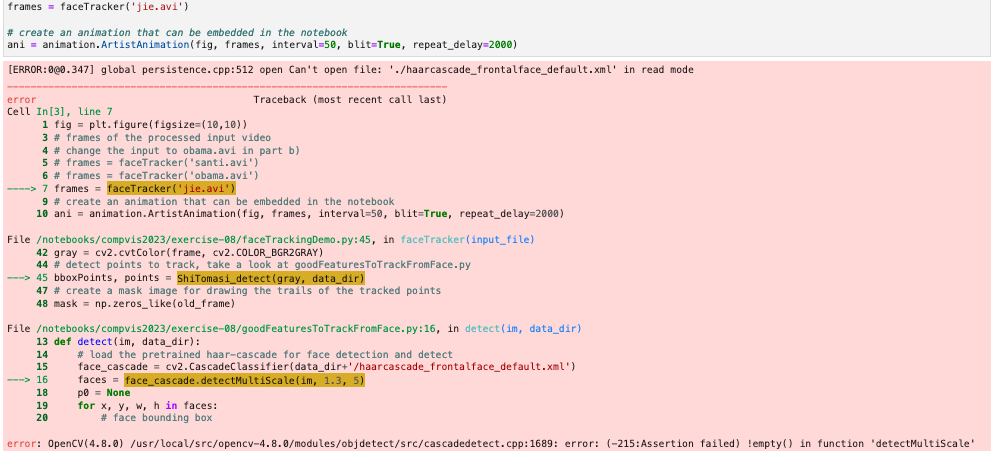 frames = faceTracker('jie.avi')
# create an animation that can be embedded in the notebook
ani = animation.ArtistAnimation(fig, frames, interval=50, blit=True, repeat_delay=2000)
[ERROR:0@0.347] global persistence.cpp:512 open Can't open file: './haarcascade_frontalface_default.xml' in read mode
---------------------------------------------------------------------------
error                                     Traceback (most recent call last)
Cell In[3], line 7
      1 fig = plt.figure(figsize=(10,10))
      3 # frames of the processed input video
      4 # change the input to obama.avi in part b)
      5 # frames = faceTracker('santi.avi')
      6 # frames = faceTracker('obama.avi')
----> 7 frames = faceTracker('jie.avi')
      9 # create an animation that can be embedded in the notebook
     10 ani = animation.ArtistAnimation(fig, frames, interval=50, blit=True, repeat_delay=2000)
File /notebooks/compvis2023/exercise-08/faceTrackingDemo.py:45, in faceTracker(input_file)
     42 gray = cv2.cvtColor(frame, cv2.COLOR_BGR2GRAY)
     44 # detect points to track, take a look at goodFeaturesToTrackFromFace.py
---> 45 bboxPoints, points = ShiTomasi_detect(gray, data_dir)
     47 # create a mask image for drawing the trails of the tracked points
     48 mask = np.zeros_like(old_frame)
File /notebooks/compvis2023/exercise-08/goodFeaturesToTrackFromFace.py:16, in detect(im, data_dir)
     13 def detect(im, data_dir):
     14     # load the pretrained haar-cascade for face detection and detect
     15     face_cascade = cv2.CascadeClassifier(data_dir+'/haarcascade_frontalface_default.xml')
---> 16     faces = face_cascade.detectMultiScale(im, 1.3, 5)
     18     p0 = None
     19     for x, y, w, h in faces:
     20         # face bounding box
error: OpenCV(4.8.0) /usr/local/src/opencv-4.8.0/modules/objdetect/src/cascadedetect.cpp:1689: error: (-215:Assertion failed) !empty() in function 'detectMultiScale'